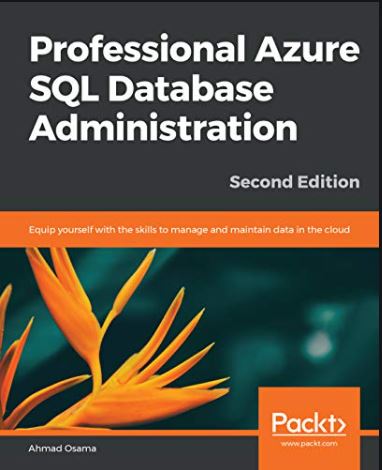 Professional Azure
SQL Database
Administration
Second Edition
Equip yourself with the skills to manage and maintain data in the cloud
Ahmad Osama
Packt>
www.packt.com